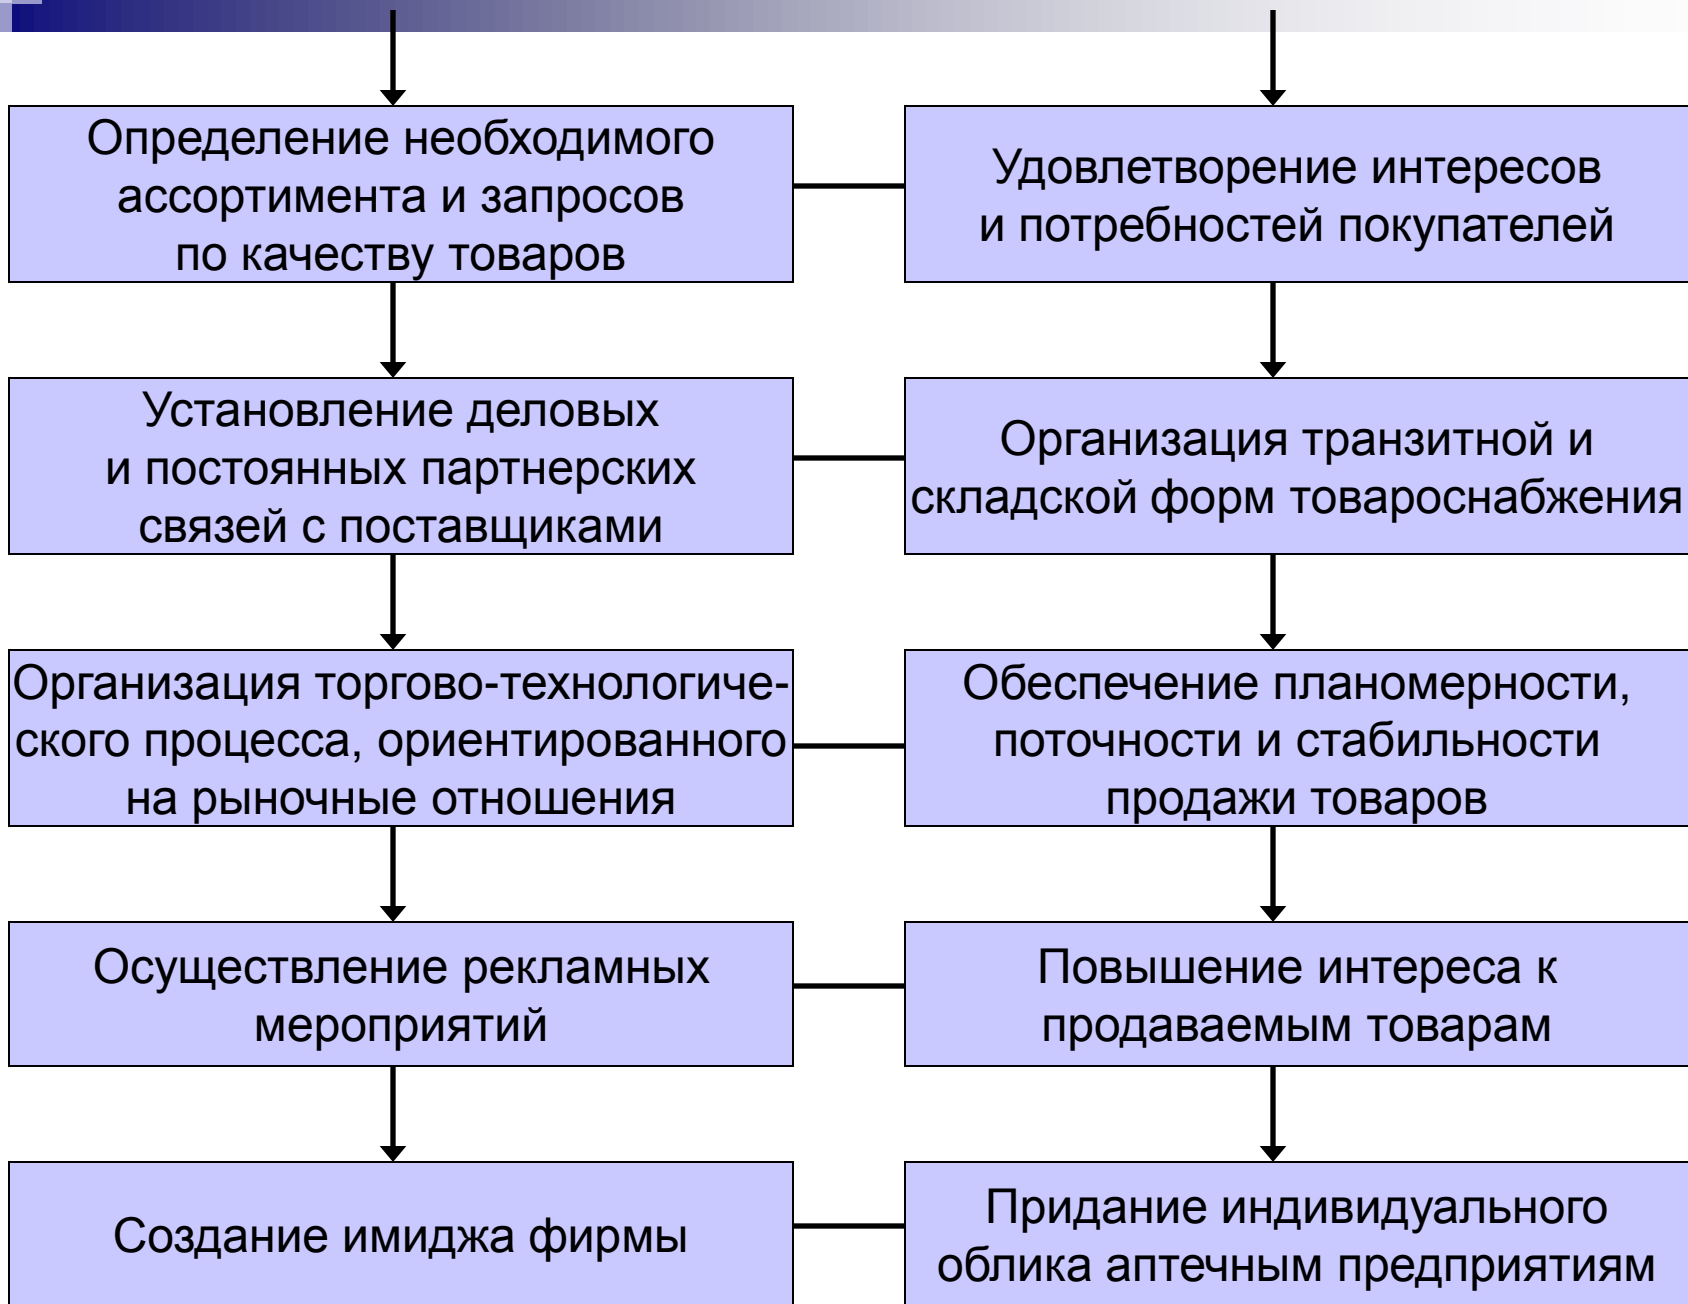 Определение необходимого
ассортимента и запросов
по качеству товаров
Удовлетворение интересов
и потребностей покупателей
Установление деловых
и постоянных партнерских
связей с поставщиками
Организация транзитной и
складской форм товароснабжения
Организация торгово-технологиче-
ского процесса, ориентированного
на рыночные отношения
Обеспечение планомерности,
поточности и стабильности
продажи товаров
Осуществление рекламных
мероприятий
Повышение интереса к
продаваемым товарам
Создание имиджа фирмы
Придание индивидуального
облика аптечным предприятиям